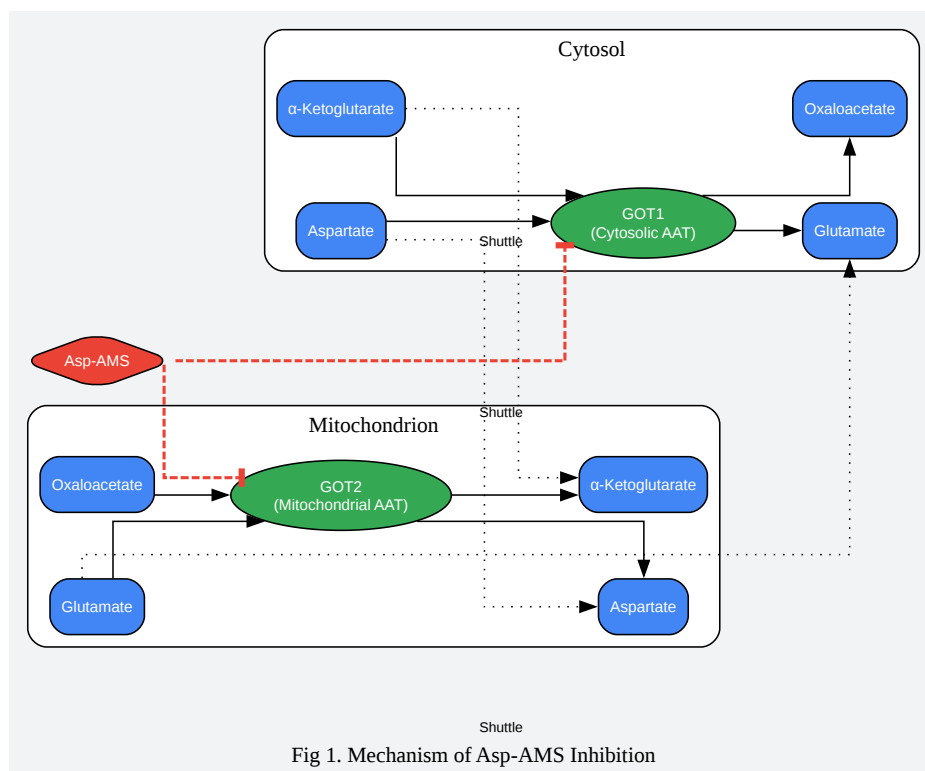 Cytosol
α-Ketoglutarate
Oxaloacetate
Aspartate
GOT1
(Cytosolic AAT)
Glutamate
Shuttle
Asp-AMS
Shuttle
Mitochondrion
Oxaloacetate
GOT2
(Mitochondrial AAT)
α-Ketoglutarate
Glutamate
Aspartate
Shuttle
Fig 1. Mechanism of Asp-AMS Inhibition